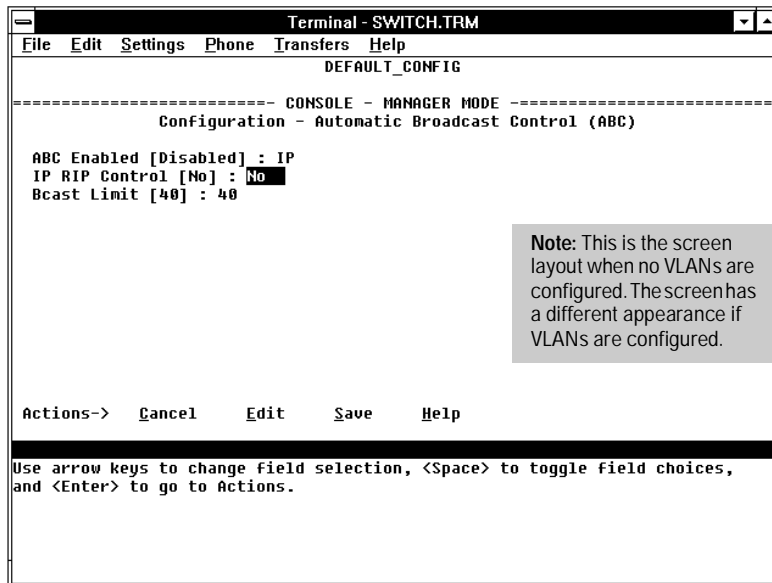 Terminal - SWITCH.TRM
File Edit Settings Phone Transfers Help
DEFAULT_CONFIG
==========================- CONSOLE - MANAGER MODE -==========================
Configuration - Automatic Broadcast Control (ABC)
ABC Enabled [Disabled] : IP
IP RIP Control [No] : No
Bcast Limit [40] : 40
Note: This is the screen
layout when no VLANs are
configured. The screen has
a different appearance if
VLANs are configured.
Actions-> Cancel Edit Save Help
Use arrow keys to change field selection, <Space> to toggle field choices,
and <Enter> to go to Actions.